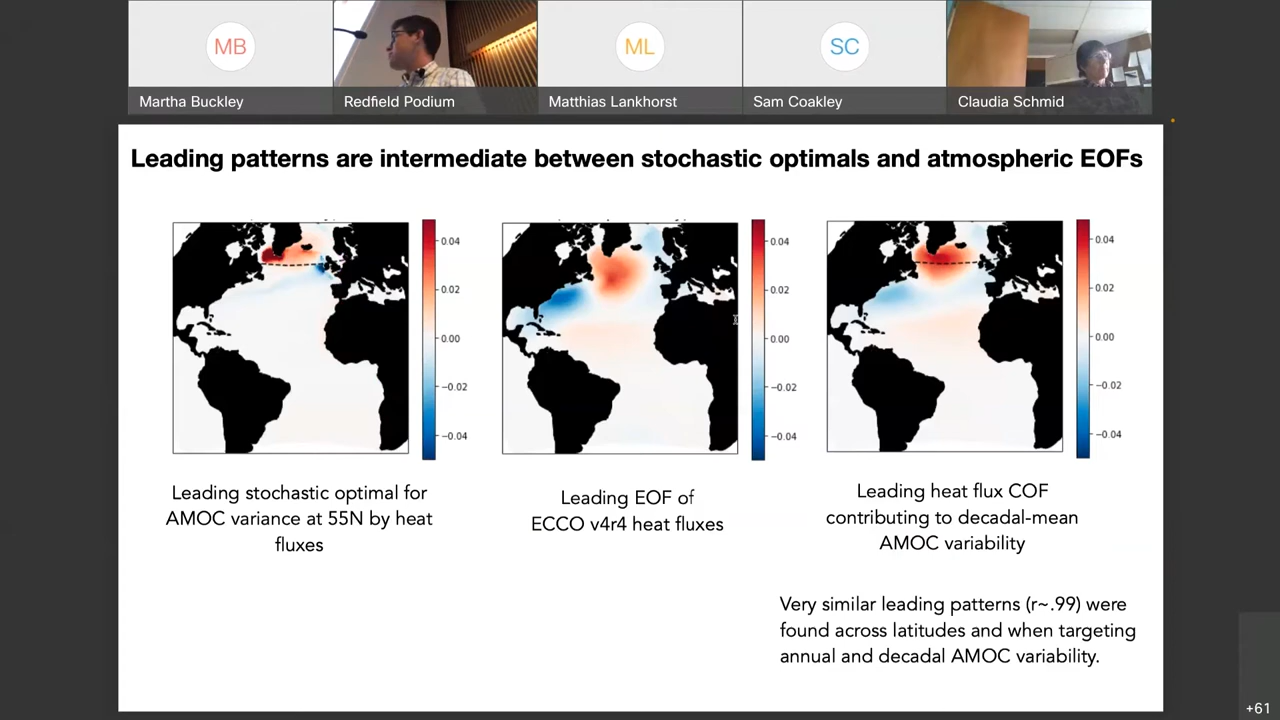 MB
ML
SC
Martha Buckley
Redfield Podium
Matthias Lankhorst
Sam Coakley
Claudia Schmid
Leading patterns are intermediate between stochastic optimals and atmospheric EOFs
0.04
0.02
0.00
−0.02
−0.04
0.04
0.02
0.00
−0.02
−0.04
0.04
0.02
0.00
−0.02
−0.04
Leading stochastic optimal for
AMOC variance at 55N by heat
fluxes
Leading EOF of
ECCO v4r4 heat fluxes
Leading heat flux COF
contributing to decadal-mean
AMOC variability
Very similar leading patterns (r~.99) were
found across latitudes and when targeting
annual and decadal AMOC variability.
+61